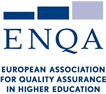 ENQA
EUROPEAN ASSOCIATION
FOR QUALITY ASSURANCE
IN HIGHER EDUCATION